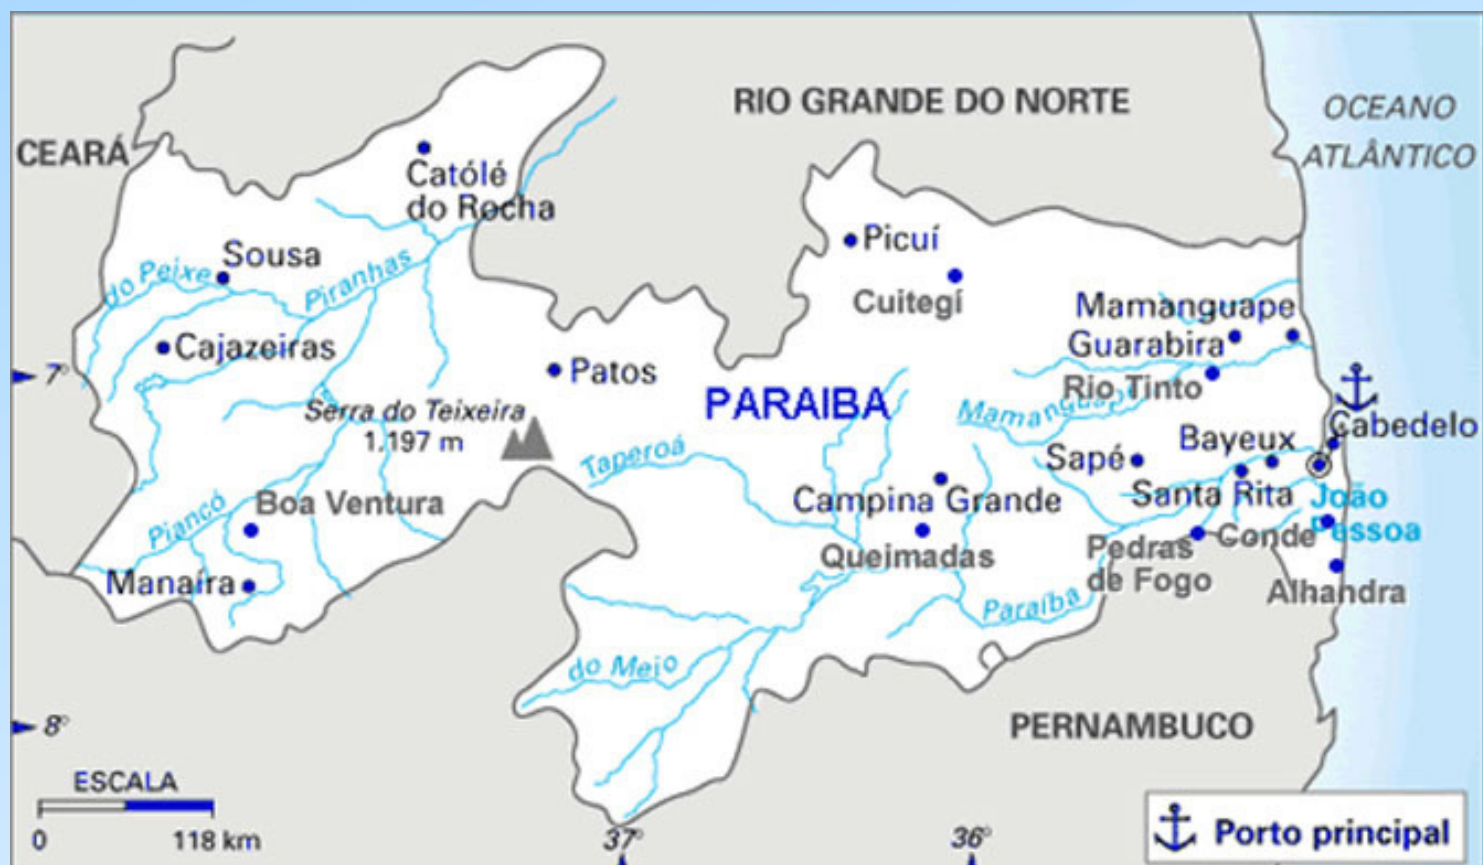 RIO GRANDE DO NORTE
OCEANO
ATLÂNTICO
CEARÁ
Católé
do Rocha
Picuí
Sousa
do Peixe
Piranhas
Cuitegí
Mamanguape
Cajazeiras
Guarabira
7°
Patos
Rio Tinto
PARAIBA
Mamanguape
Serra do Teixeira
1.197 m
Cabedelo
Bayeux
Taperoá
Sapé
Campina Grande
Santa Rita
João
Pessoa
Boa Ventura
Piancó
Queimadas
Conde
Pedras
de Fogo
Manaíra
Alhandra
Paraíba
do Meio
8°
PERNAMBUCO
ESCALA
0 118 km
37°
36°
Porto principal